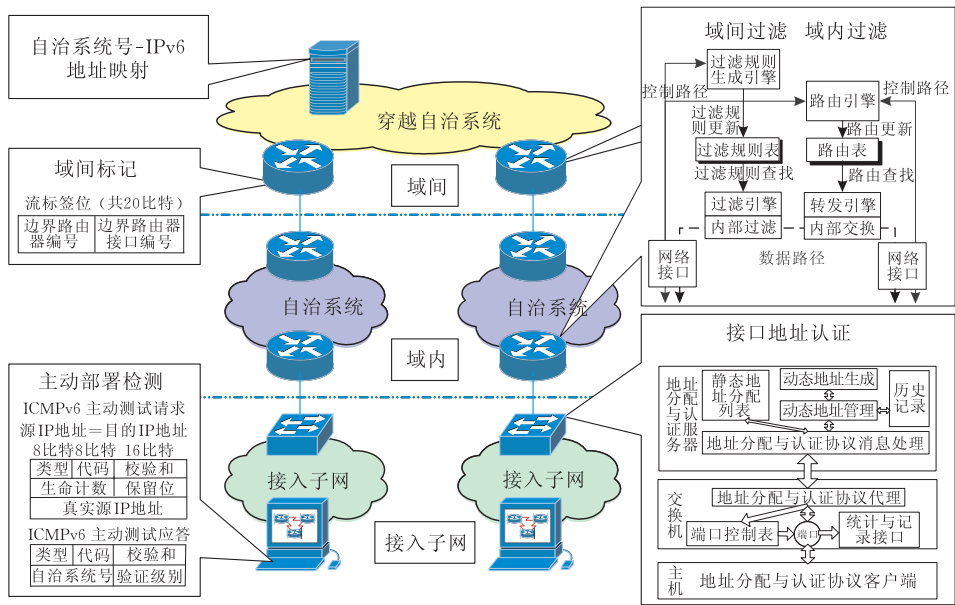 自治系统号-IPv6
地址映射
穿越自治系统
域间标记
流标签位（共20比特）
边界路由
器编号
边界路由器
接口编号
域间
自治系统
自治系统
域内
主动部署检测
ICMPv6 主动测试请求
源IP地址＝目的IP地址
8比特8比特 16比特
类型 代码 校验和
生命计数 保留位
真实源IP地址
ICMPv6 主动测试应答
类型 代码 校验和
自治系统号 验证级别
接入子网
接入子网
接入子网
域间过滤 域内过滤
过滤规则
生成引擎
控制路径
控制路径
路由引擎
过滤规
则更新
路由更新
过滤规则表
路由表
过滤规则查找
路由查找
过滤引擎
内部过滤
转发引擎
内部交换
网络
接口
数据路径
网络
接口
接口地址认证
地址分配与认证服务器
静态地
址分配
列表
动态地址生成
动态地址管理
历史
记录
地址分配与认证协议消息处理
交换机
地址分配与认证协议代理
端口控制表
端口
统计与记
录接口
主机
地址分配与认证协议客户端